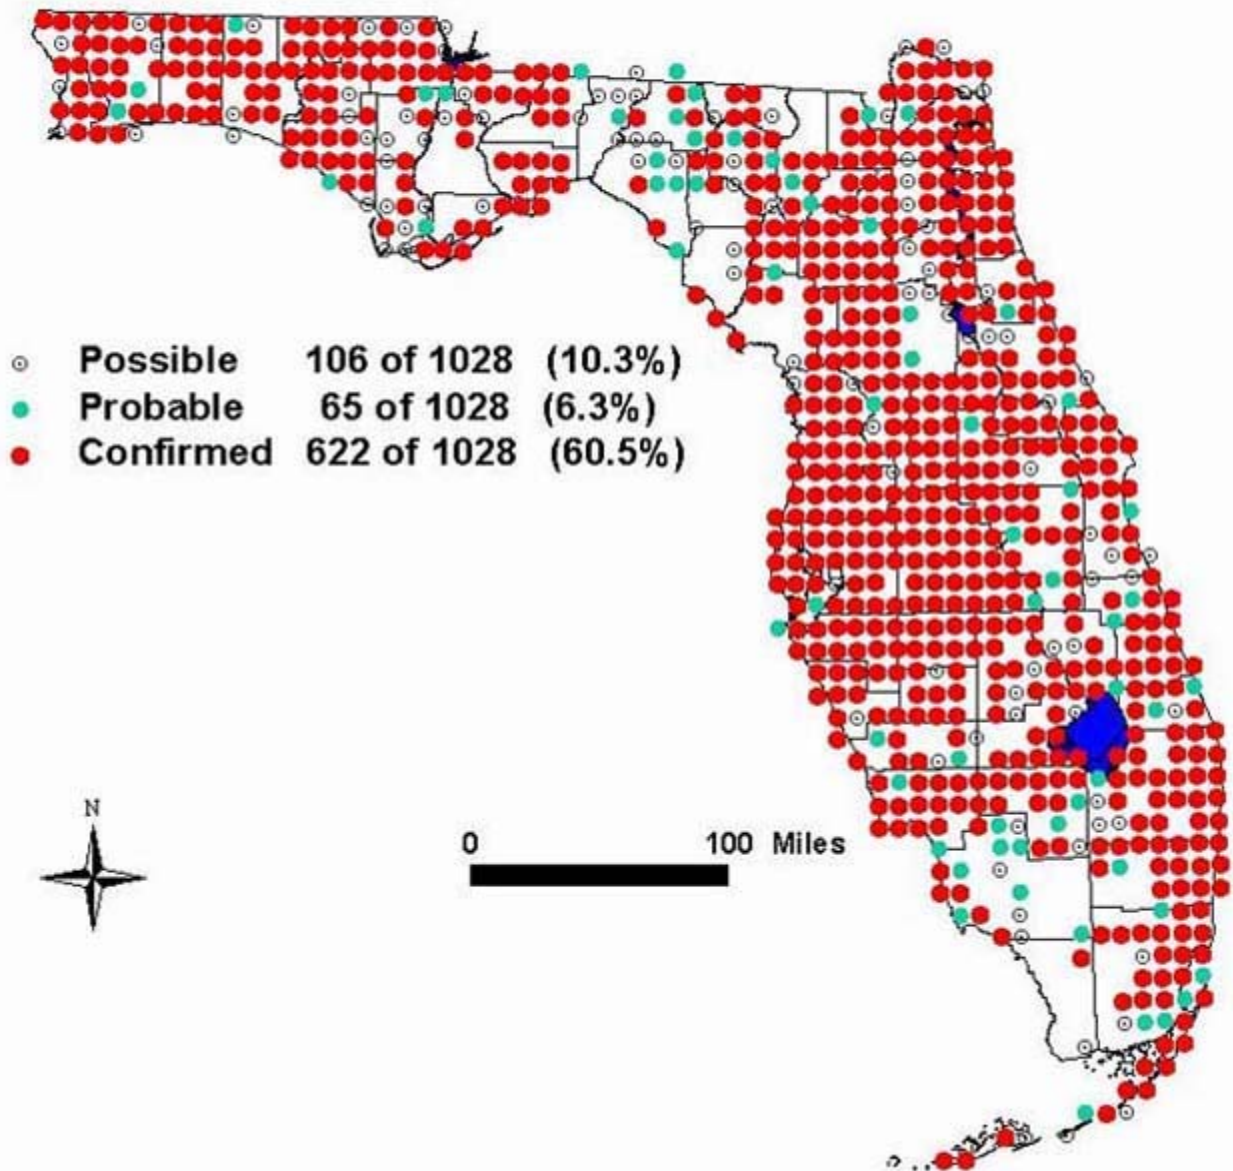 Possible 106 of 1028 (10.3%)
Probable 65 of 1028 (6.3%)
Confirmed 622 of 1028 (60.5%)
N
0 100 Miles